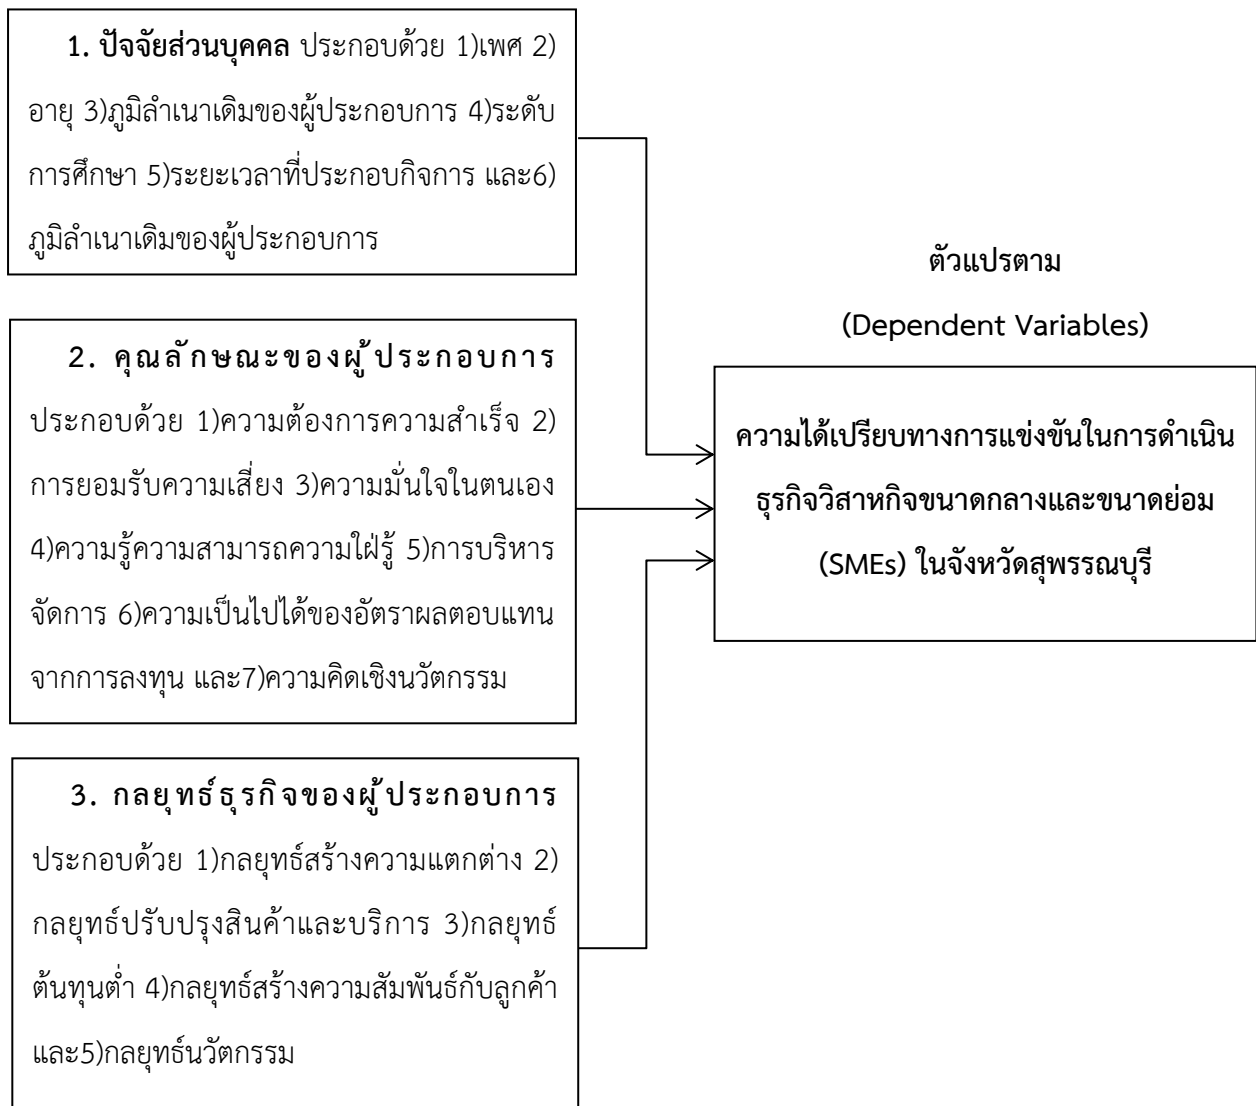 1. ปัจจัยส่วนบุคคล ประกอบด้วย 1)เพศ 2)
อายุ 3)ภูมิลำเนาเดิมของผู้ประกอบการ 4)ระดับ
การศึกษา 5)ระยะเวลาที่ประกอบกิจการ และ6)
ภูมิลำเนาเดิมของผู้ประกอบการ
2. คุณลักษณะของผู้ประกอบการ
ประกอบด้วย 1)ความต้องการความสำเร็จ 2)
การยอมรับความเสี่ยง 3)ความมั่นใจในตนเอง
4)ความรู้ความสามารถความใฝ่รู้ 5)การบริหาร
จัดการ 6)ความเป็นไปได้ของอัตราผลตอบแทน
จากการลงทุน และ7)ความคิดเชิงนวัตกรรม
3. กลยุทธ์ธุรกิจของผู้ประกอบการ
ประกอบด้วย 1)กลยุทธ์สร้างความแตกต่าง 2)
กลยุทธ์ปรับปรุงสินค้าและบริการ 3)กลยุทธ์
ต้นทุนต่ำ 4)กลยุทธ์สร้างความสัมพันธ์กับลูกค้า
และ5)กลยุทธ์นวัตกรรม
ตัวแปรตาม
(Dependent Variables)
ความได้เปรียบทางการแข่งขันในการดำเนิน
ธุรกิจวิสาหกิจขนาดกลางและขนาดย่อม
(SMEs) ในจังหวัดสุพรรณบุรี